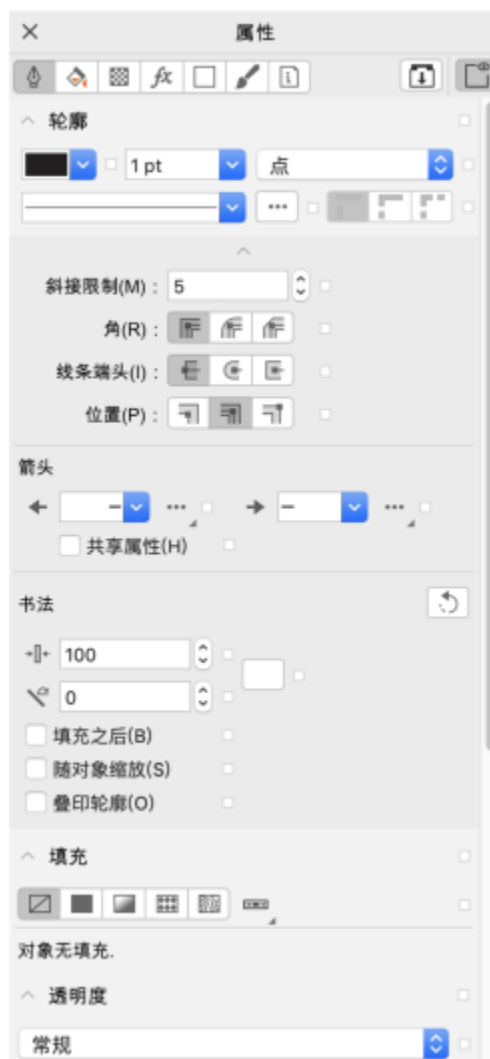 属性
fx
轮廓
1 pt 点
斜接限制(M)：5
角(R)：
线条端头(I)：
位置(P)：
箭头
共享属性(H)
书法
100
0
填充之后(B)
随对象缩放(S)
叠印轮廓(O)
填充
对象无填充.
透明度
常规